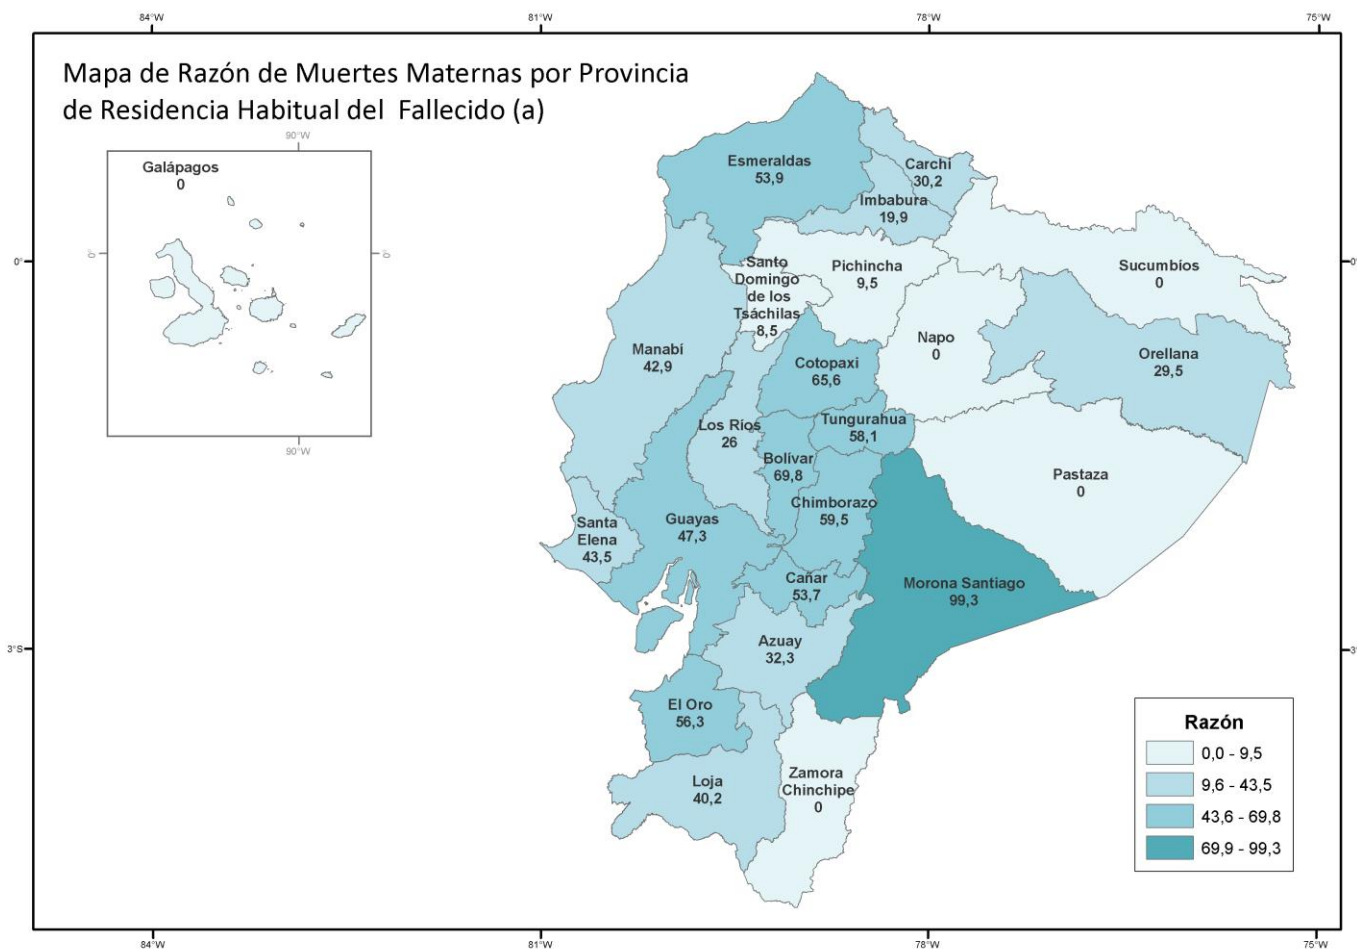 84°W
81°W
78°W
75°W
Mapa de Razón de Muertes Maternas por Provincia
de Residencia Habitual del Fallecido (a)
90°W
Galápagos
0
0°
0°
90°W
0°
0°
Esmeraldas
53,9
Carchi
30,2
Imbabura
19,9
Santo
Domingo
de los
Tsáchilas
8,5
Pichincha
9,5
Sucumbíos
0
Manabí
42,9
Cotopaxi
65,6
Napo
0
Orellana
29,5
Los Ríos
26
Tungurahua
58,1
Bolívar
69,8
Pastaza
0
Chimborazo
59,5
Santa
Elena
43,5
Guayas
47,3
Cañar
53,7
Morona Santiago
99,3
Azuay
32,3
3°S
3°
El Oro
56,3
Loja
40,2
Zamora
Chinchipe
0
Razón
0,0 - 9,5
9,6 - 43,5
43,6 - 69,8
69,9 - 99,3
84°W
81°W
78°W
75°W